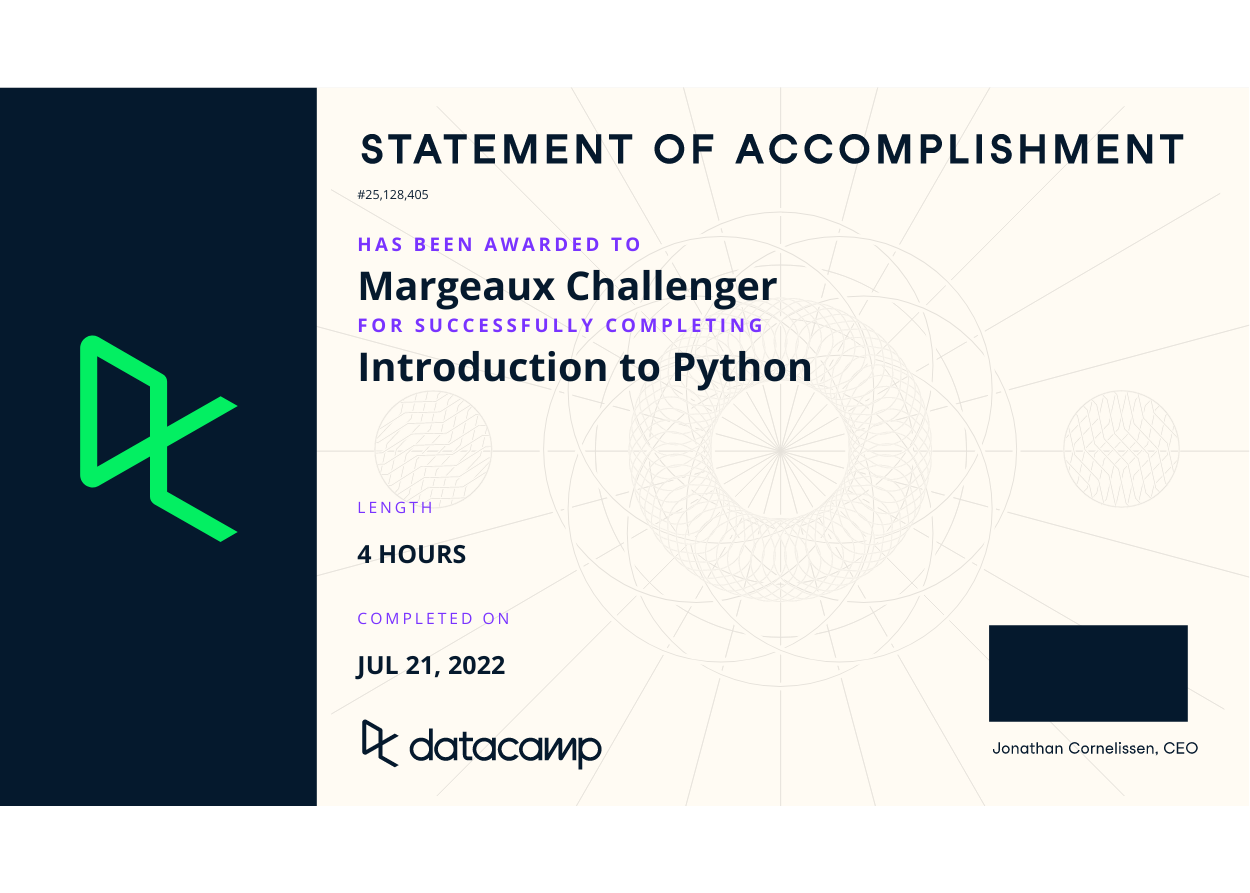 STATEMENT OF ACCOMPLISHMENT
#25,128,405
HAS BEEN AWARDED TO
Margeaux Challenger
FOR SUCCESSFULLY COMPLETING
Introduction to Python
LENGTH
4 HOURS
COMPLETED ON
JUL 21, 2022
datacamp
Jonathan Cornelissen, CEO